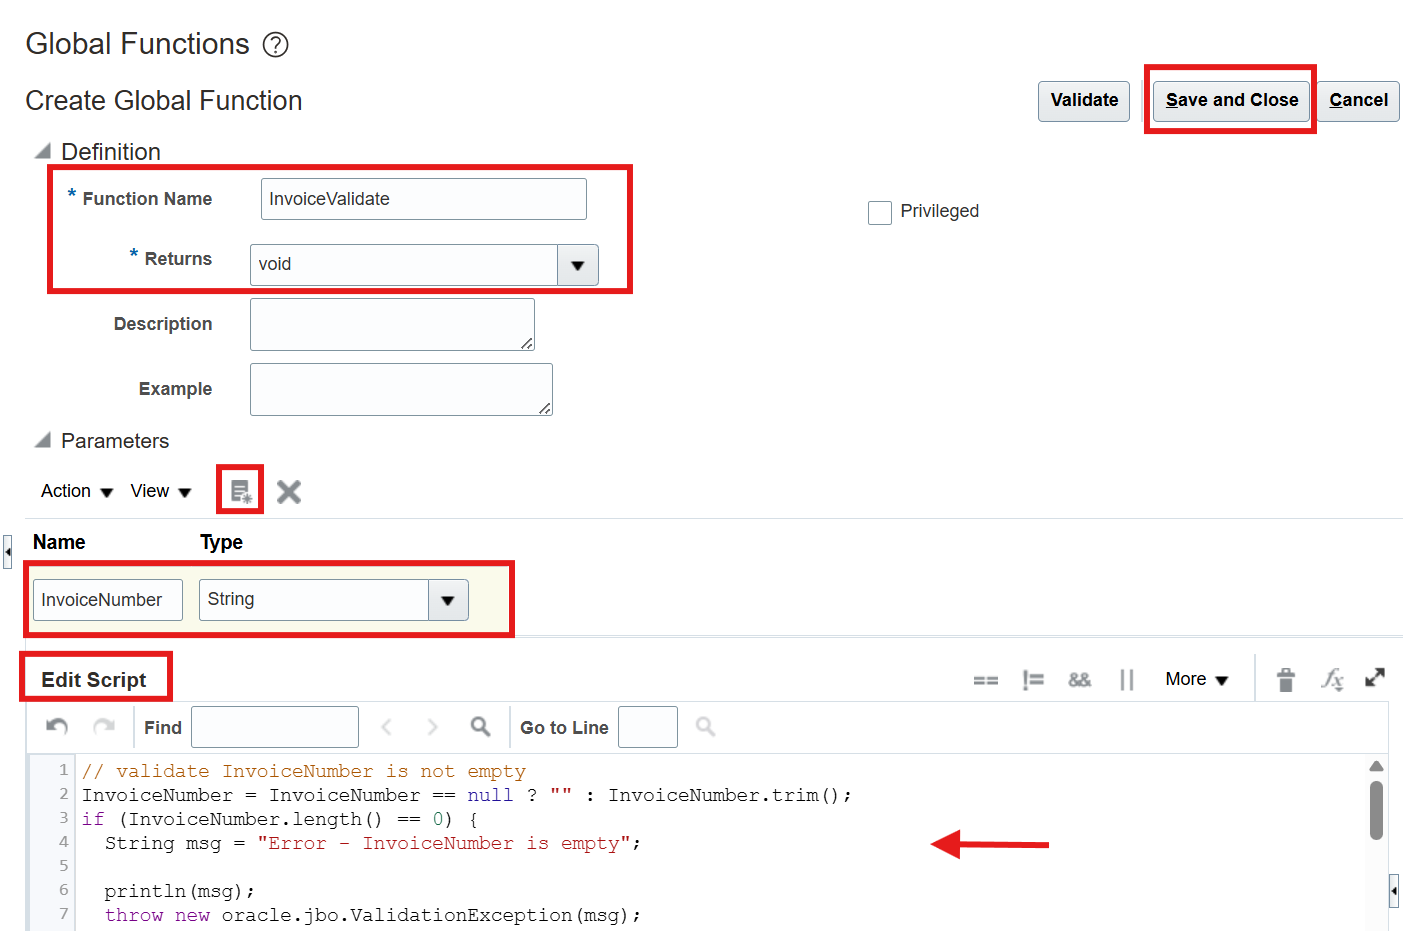 Global Functions ?
Create Global Function
Validate Save and Close Cancel
Definition
* Function Name InvoiceValidate
Privileged
* Returns void
Description
Example
Parameters
Action View
Name Type
InvoiceNumber String
Edit Script
== != && || More fx
Find Go to Line
1 // validate InvoiceNumber is not empty
2 InvoiceNumber = InvoiceNumber == null ? "" : InvoiceNumber.trim();
3 if (InvoiceNumber.length() == 0) {
4 String msg = "Error - InvoiceNumber is empty";
5
6 println(msg);
7 throw new oracle.jbo.ValidationException(msg);